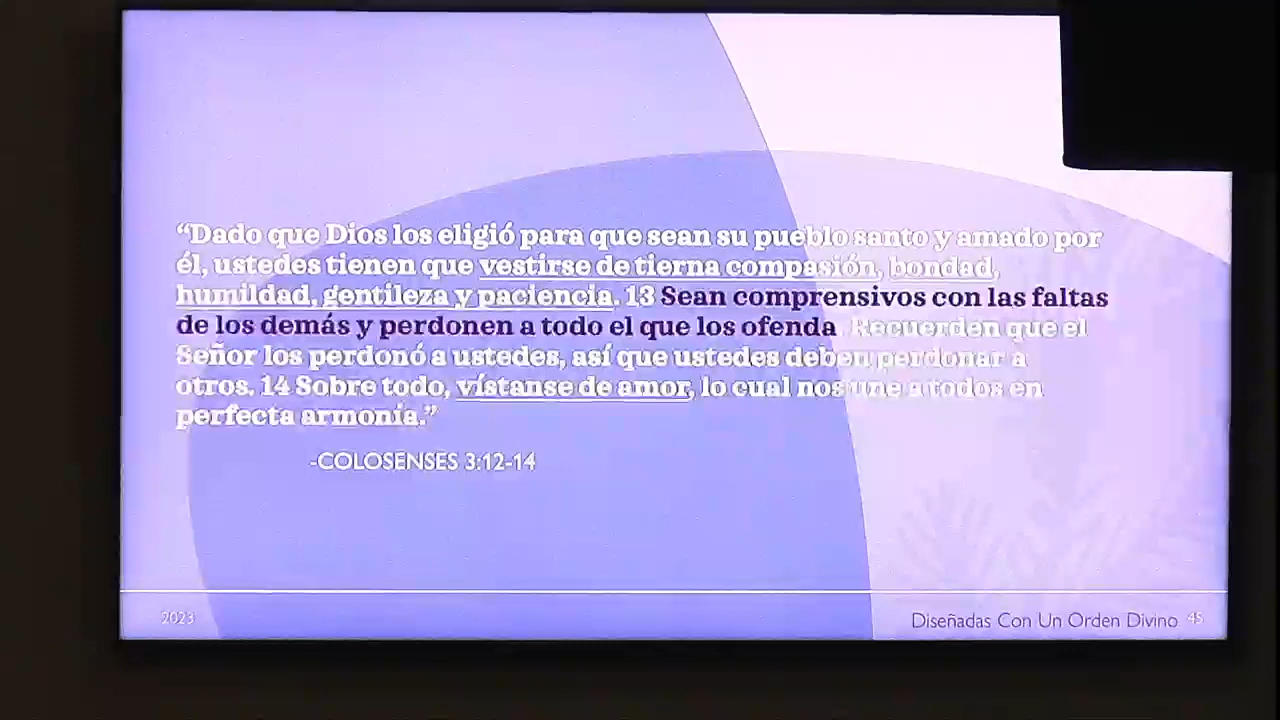 “Dado que Dios los eligió para que sean su pueblo santo y amado por
él, ustedes tienen que vestirse de tierna compasión, bondad,
humildad, gentileza y paciencia. 13 Sean comprensivos con las faltas
de los demás y perdonen a todo el que los ofenda. Recuerden que el
Señor los perdonó a ustedes, así que ustedes deben perdonar a
otros. 14 Sobre todo, vístanse de amor, lo cual nos une a todos en
perfecta armonía.”
-COLOSENSES 3:12-14
2023
Diseñadas Con Un Orden Divino 45